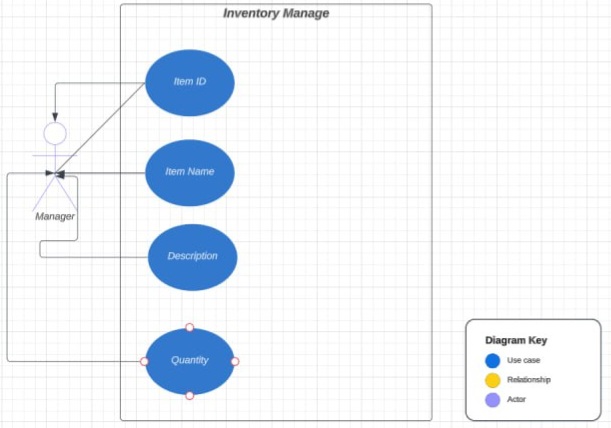 Inventory Manage
Item ID
Item Name
Manager
Description
Quantity
Diagram Key
Use case
Relationship
Actor